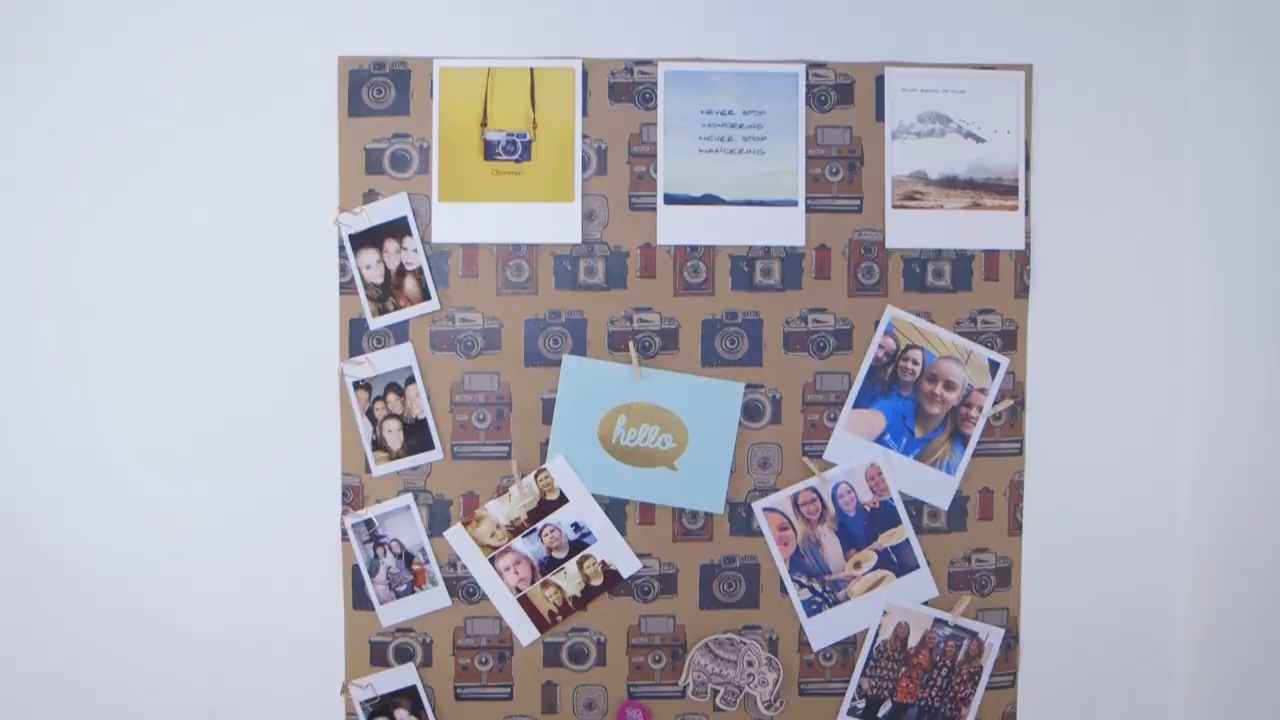 NEVER STOP
WONDERING
NEVER STOP
WANDERING
hello